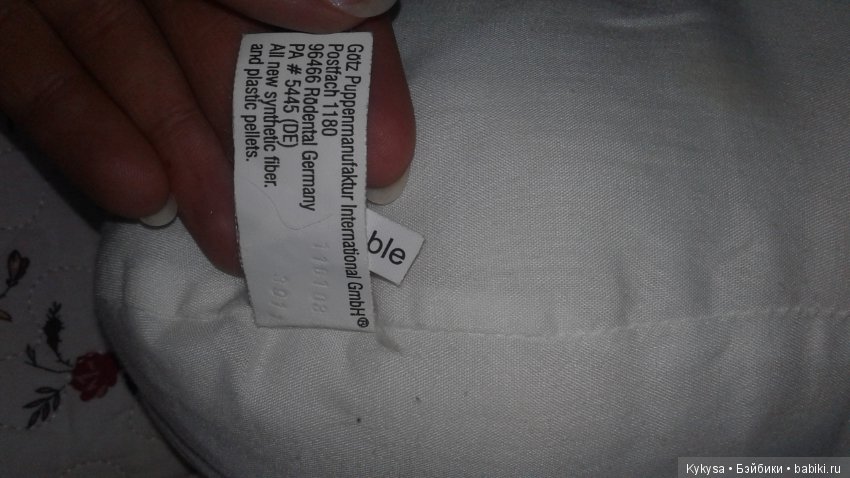 Götz Puppenmanufaktur International GmbH®
Postfach 1180
96466 Rödental Germany
PA # 5445 (DE)
All new synthetic fiber.
and plastic pellets.
ble
Kykysa • Бэйбики • babiki.ru